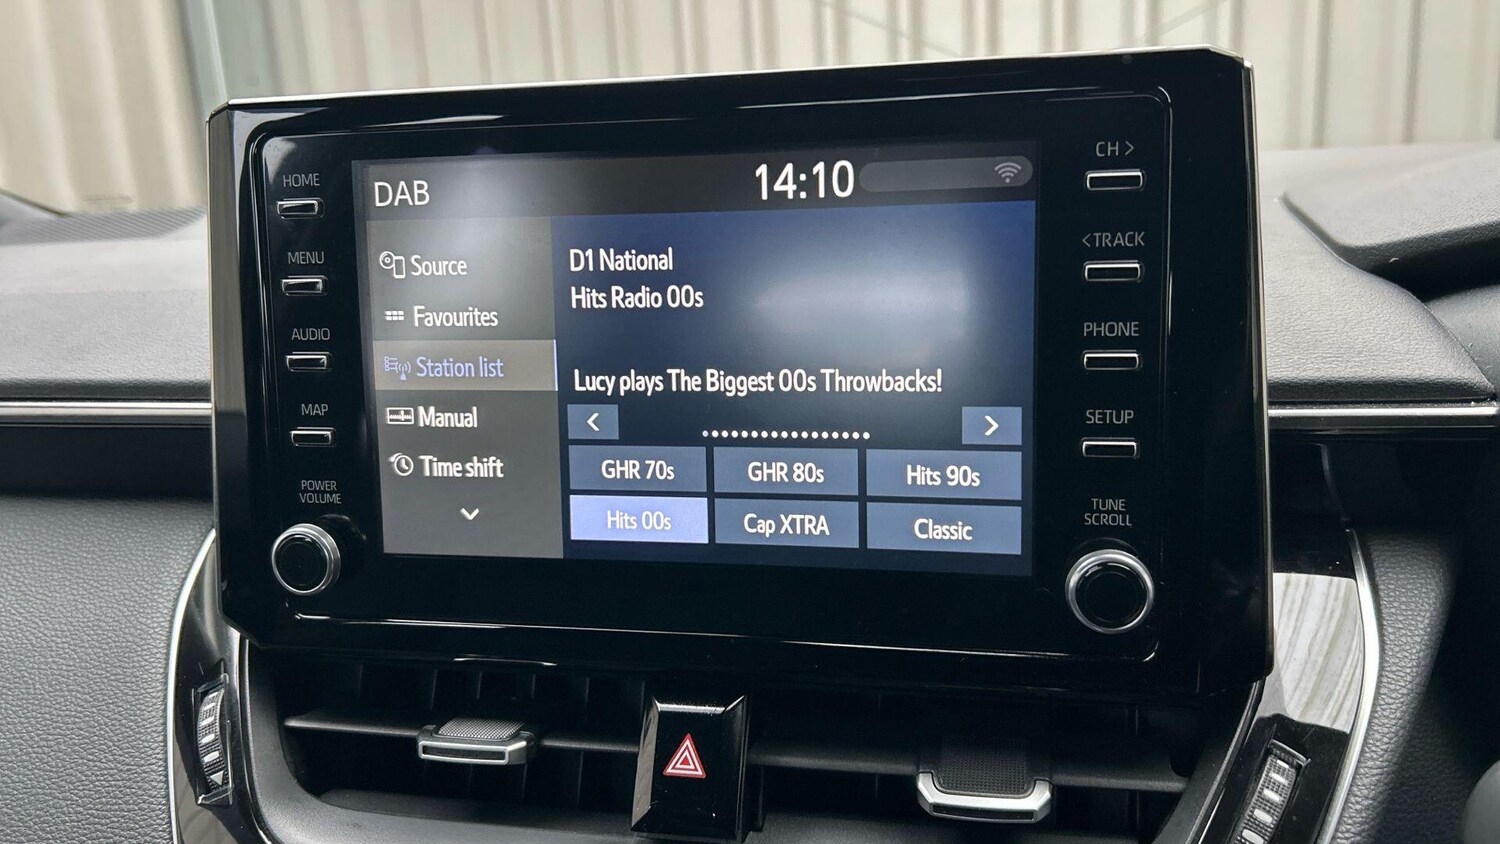 HOME
MENU
AUDIO
MAP
POWER
VOLUME
DAB
14:10
Source
Favourites
Station list
Manual
Time shift
D1 National
Hits Radio 00s
Lucy plays The Biggest 00s Throwbacks!
<
>
GHR 70s
GHR 80s
Hits 90s
Hits 00s
Cap XTRA
Classic
CH >
< TRACK
PHONE
SETUP
TUNE
SCROLL